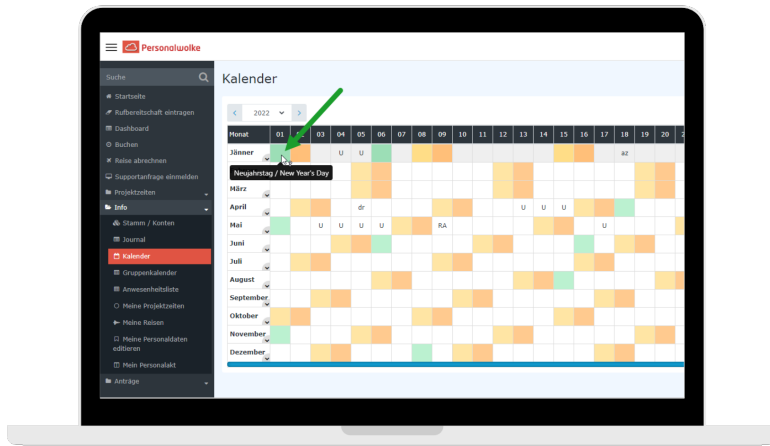 Personalwolke
Suche
Kalender
Startseite
Rufbereitschaft eintragen
Dashboard
Buchen
Reise abrechnen
Supportanfrage einmelden
Projektzeiten
Info
Stamm / Konten
Journal
Kalender
Gruppenkalender
Anwesenheitsliste
Meine Projektzeiten
Meine Reisen
Meine Personaldaten
editieren
Mein Personalakt
Anträge
2022
Monat 01 03 04 05 06 07 08 09 10 11 12 13 14 15 16 17 18 19 20
Jänner U U az
Neujahrstag / New Year's Day
März
April dr U U U
Mai U U U U RA U
Juni
Juli
August
September
Oktober
November
Dezember